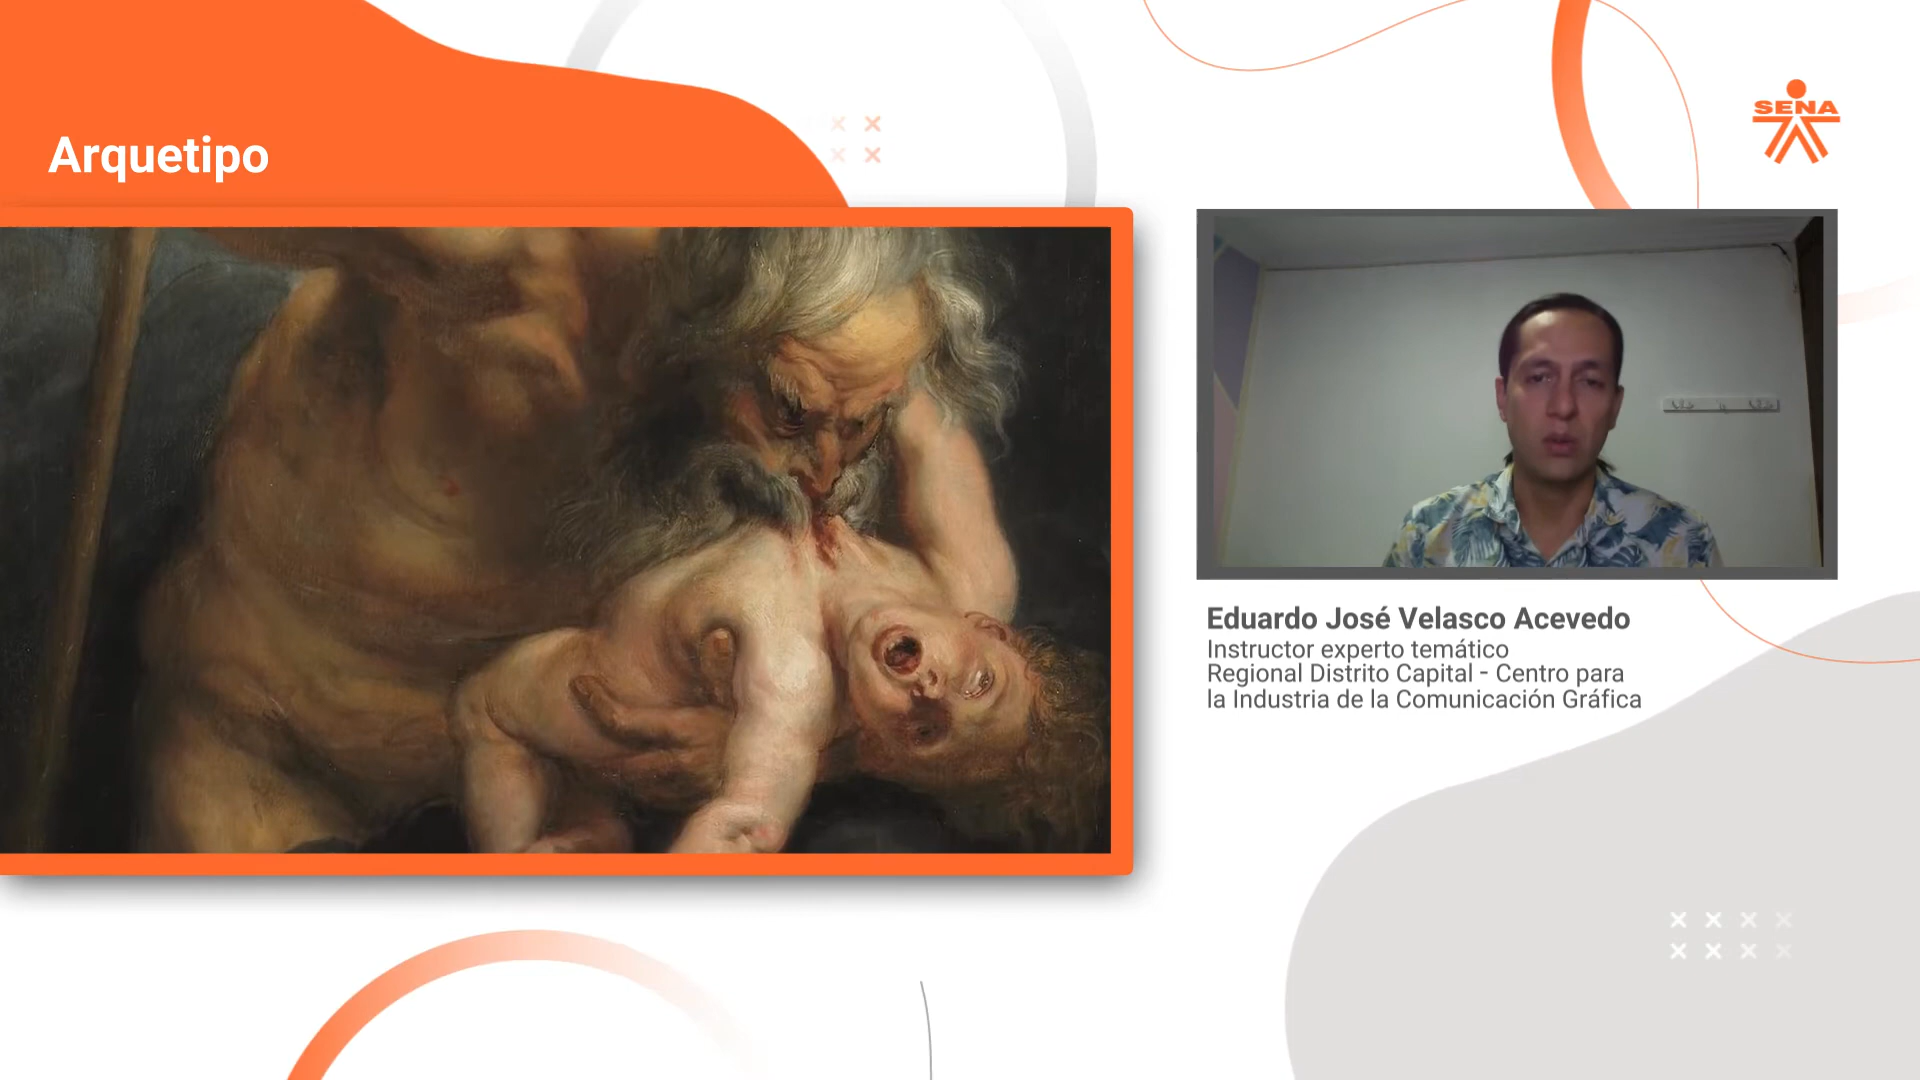 Arquetipo
SENA
Eduardo José Velasco Acevedo
Instructor experto temático
Regional Distrito Capital - Centro para
la Industria de la Comunicación Gráfica